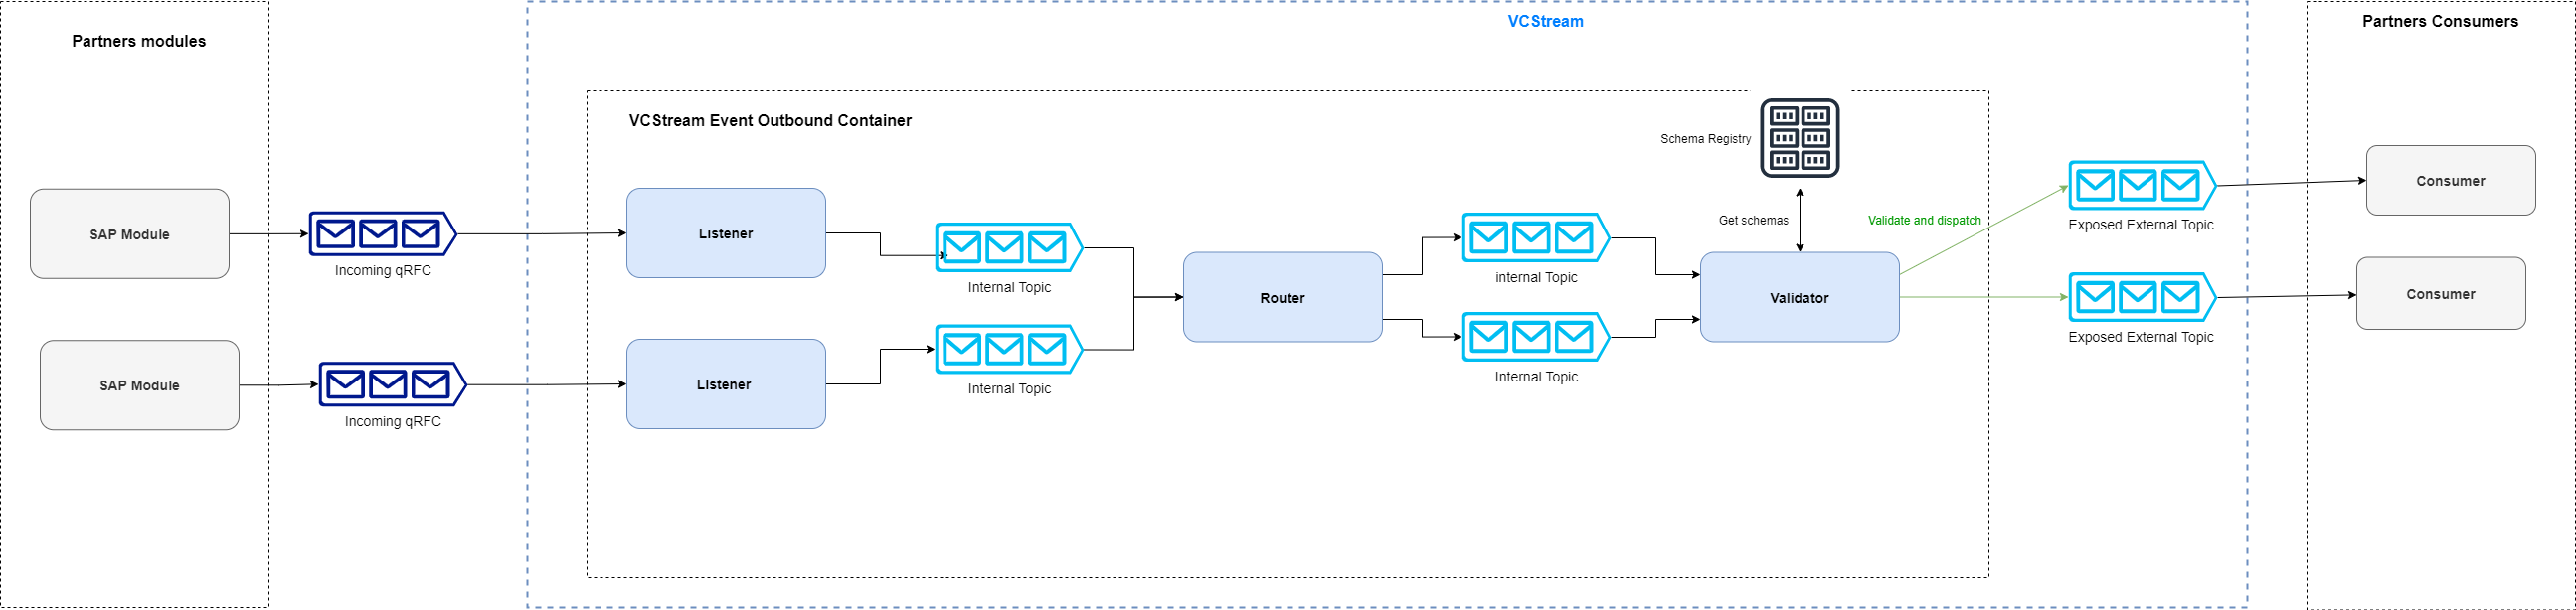 Partners modules
VCStream
Partners Consumers
VCStream Event Outbound Container
Schema Registry
SAP Module
Incoming qRFC
Listener
Internal Topic
internal Topic
Get schemas
Validate and dispatch
Exposed External Topic
Consumer
Router
Validator
Exposed External Topic
Consumer
SAP Module
Incoming qRFC
Listener
Internal Topic
Internal Topic